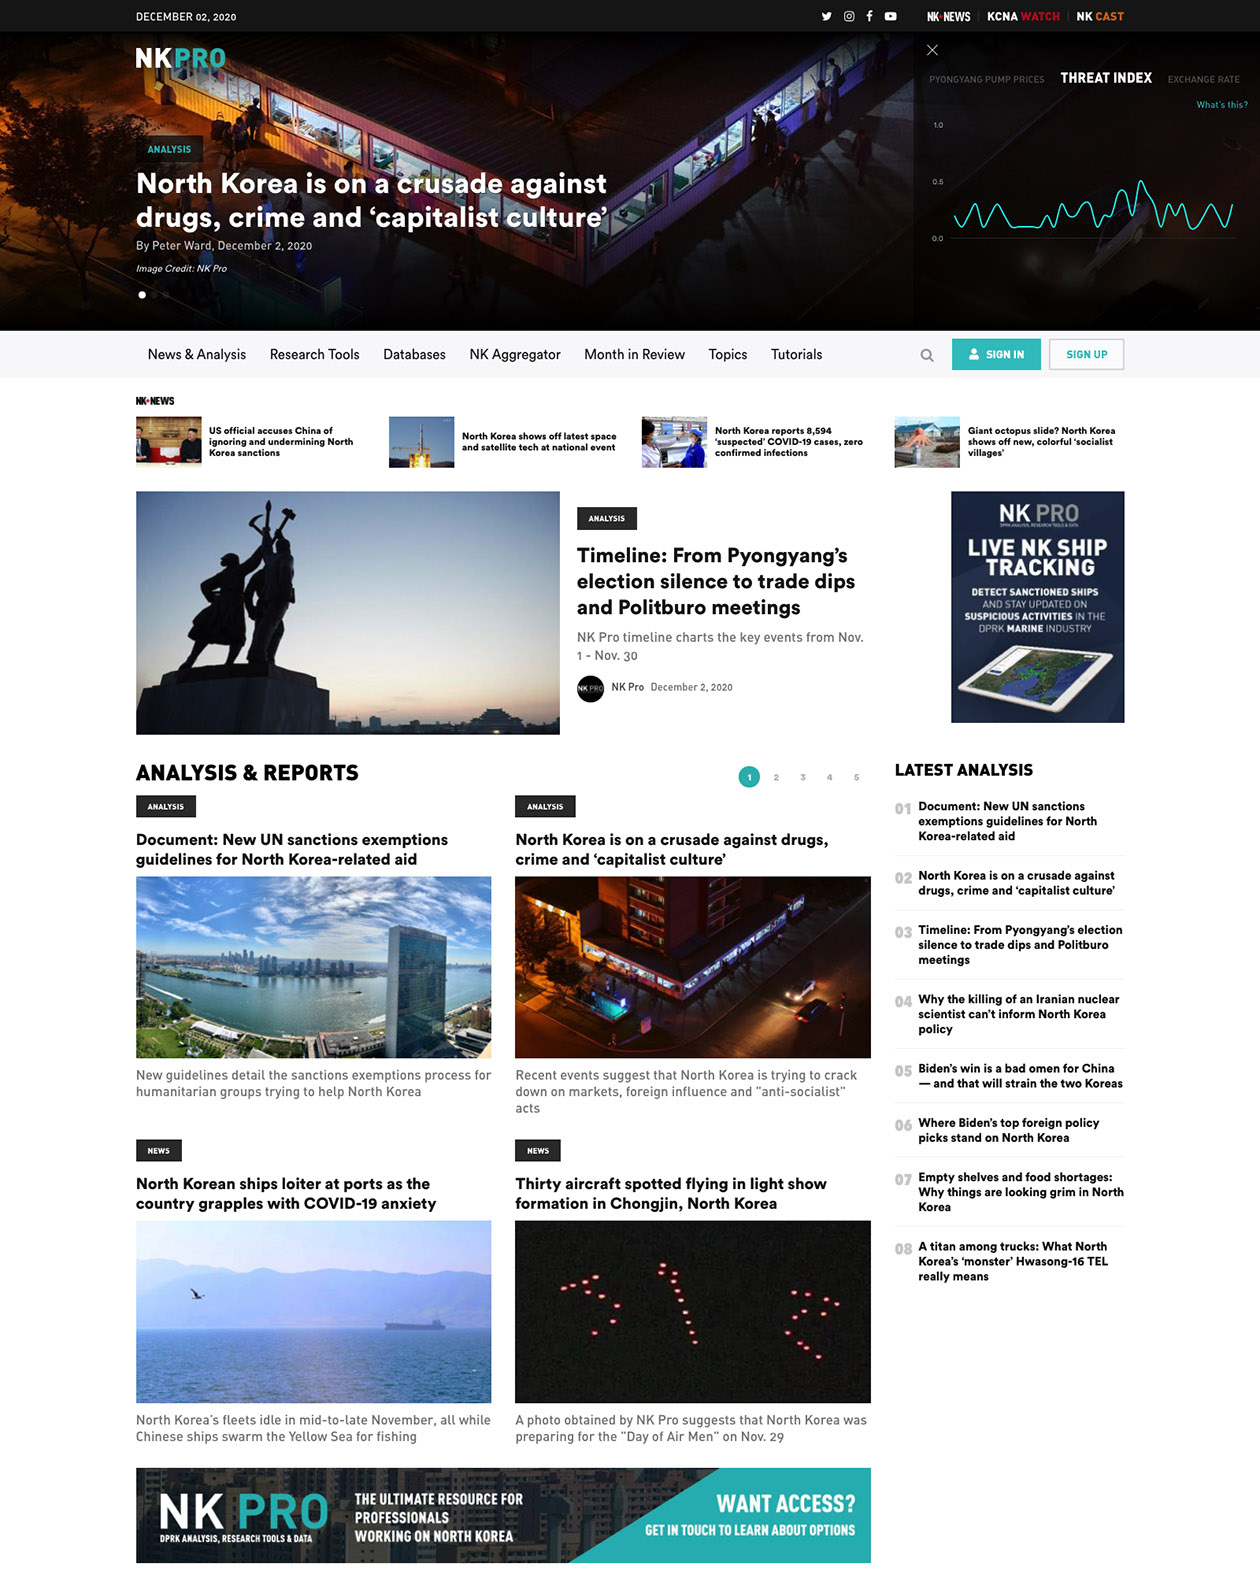 DECEMBER 02, 2020
NK NEWS
KCNA WATCH
NK CAST
NKPRO
PYONGYANG PUMP PRICES
THREAT INDEX
EXCHANGE RATE
What's this?
1.0
0.5
0.0
ANALYSIS
North Korea is on a crusade against
drugs, crime and ‘capitalist culture’
By Peter Ward, December 2, 2020
Image Credit: NK Pro
News & Analysis
Research Tools
Databases
NK Aggregator
Month in Review
Topics
Tutorials
SIGN IN
SIGN UP
NK NEWS
US official accuses China of
ignoring and undermining North
Korea sanctions
North Korea shows off latest space
and satellite tech at national event
North Korea reports 8,594
‘suspected’ COVID-19 cases, zero
confirmed infections
Giant octopus slide? North Korea
shows off new, colorful ‘socialist
villages’
ANALYSIS
Timeline: From Pyongyang’s
election silence to trade dips
and Politburo meetings
NK Pro timeline charts the key events from Nov.
1 - Nov. 30
NK PRO
NK Pro December 2, 2020
NK PRO
DPRK ANALYSIS, RESEARCH TOOLS & DATA
LIVE NK SHIP
TRACKING
DETECT SANCTIONED SHIPS
AND STAY UPDATED ON
SUSPICIOUS ACTIVITIES IN THE
DPRK MARINE INDUSTRY
ANALYSIS & REPORTS
1 2 3 4 5
ANALYSIS
Document: New UN sanctions exemptions
guidelines for North Korea-related aid
New guidelines detail the sanctions exemptions process for
humanitarian groups trying to help North Korea
ANALYSIS
North Korea is on a crusade against drugs,
crime and ‘capitalist culture’
Recent events suggest that North Korea is trying to crack
down on markets, foreign influence and "anti-socialist"
acts
NEWS
North Korean ships loiter at ports as the
country grapples with COVID-19 anxiety
North Korea's fleets idle in mid-to-late November, all while
Chinese ships swarm the Yellow Sea for fishing
NEWS
Thirty aircraft spotted flying in light show
formation in Chongjin, North Korea
A photo obtained by NK Pro suggests that North Korea was
preparing for the "Day of Air Men" on Nov. 29
LATEST ANALYSIS
01 Document: New UN sanctions
exemptions guidelines for North
Korea-related aid
02 North Korea is on a crusade against
drugs, crime and ‘capitalist culture’
03 Timeline: From Pyongyang’s election
silence to trade dips and Politburo
meetings
04 Why the killing of an Iranian nuclear
scientist can’t inform North Korea
policy
05 Biden’s win is a bad omen for China
— and that will strain the two Koreas
06 Where Biden’s top foreign policy
picks stand on North Korea
07 Empty shelves and food shortages:
Why things are looking grim in North
Korea
08 A titan among trucks: What North
Korea’s ‘monster’ Hwasong-16 TEL
really means
NK PRO
DPRK ANALYSIS, RESEARCH TOOLS & DATA
THE ULTIMATE RESOURCE FOR
PROFESSIONALS
WORKING ON NORTH KOREA
WANT ACCESS?
GET IN TOUCH TO LEARN ABOUT OPTIONS